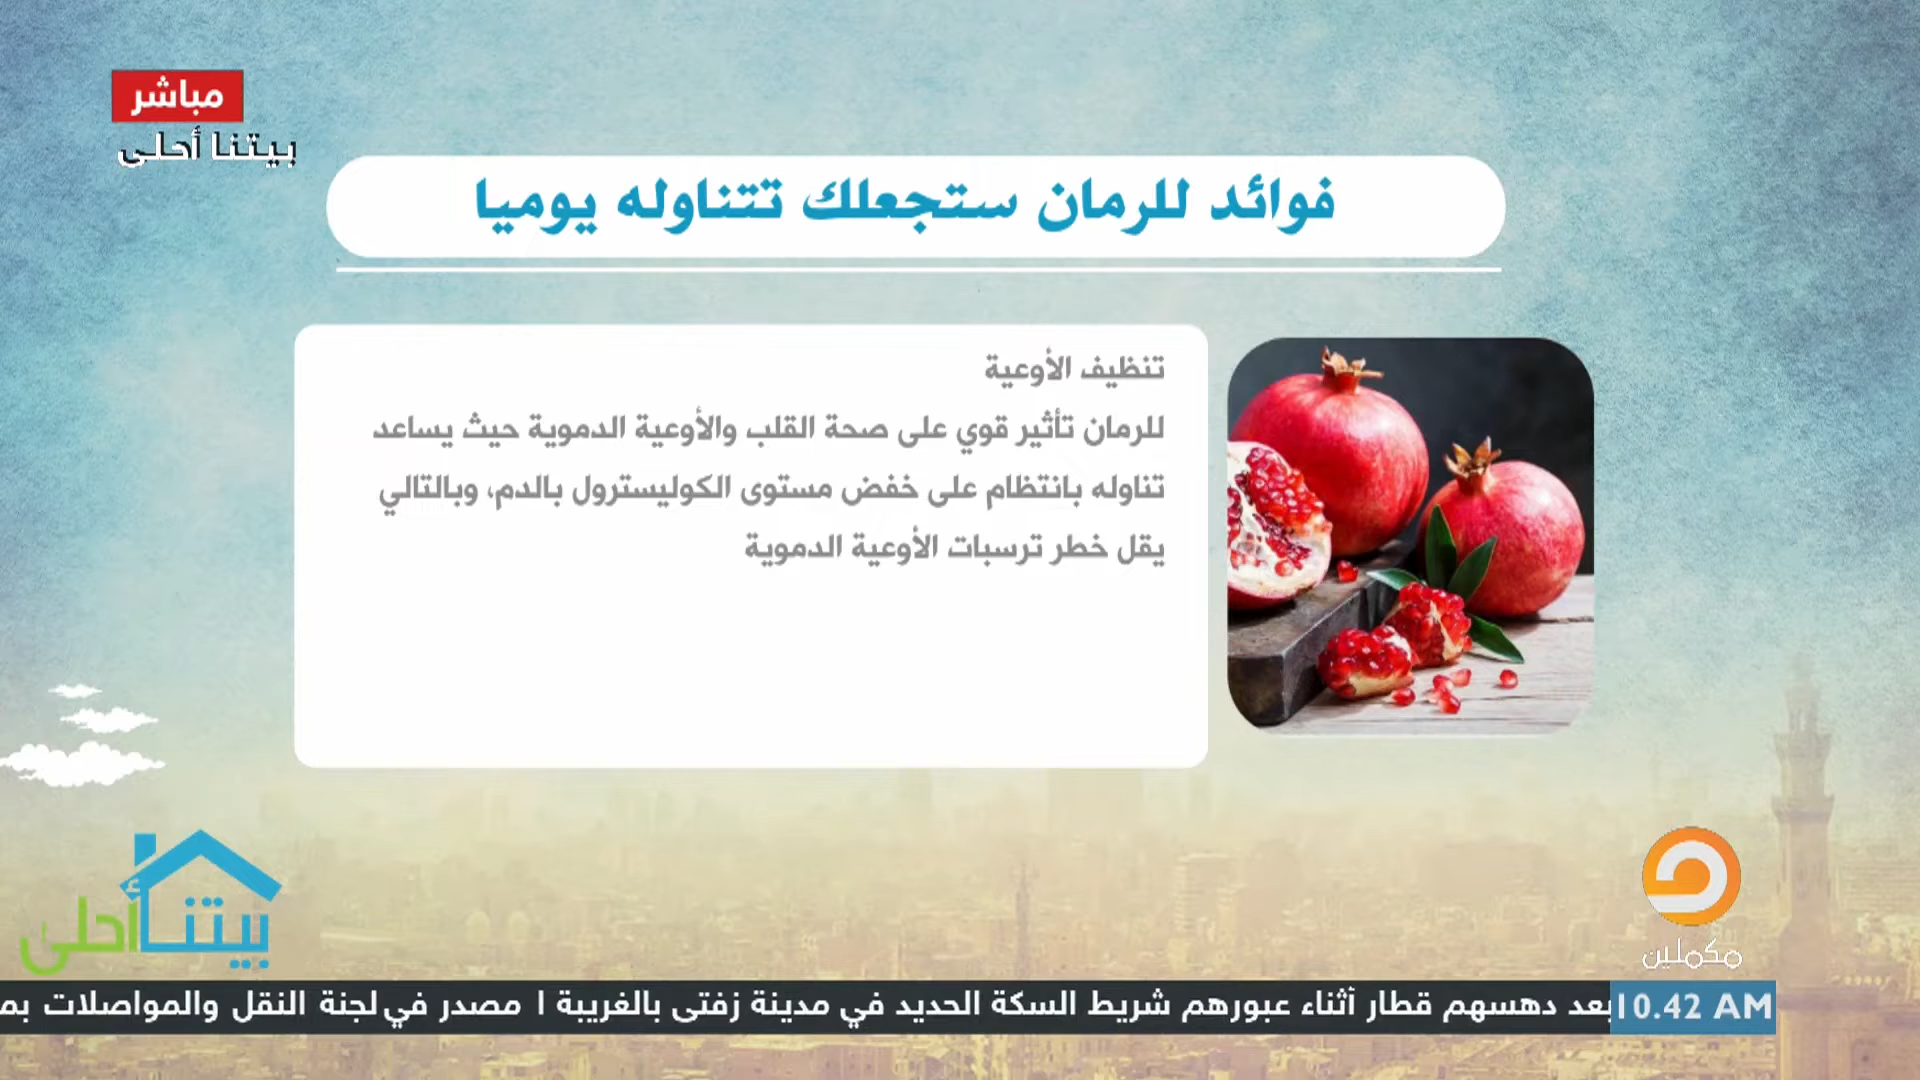 مباشر
بيتنا أحلى
فوائد للرمان ستجعلك تتناوله يوميا
تنظيف الأوعية
للرمان تأثير قوي على صحة القلب والأوعية الدموية حيث يساعد
تناوله بانتظام على خفض مستوى الكوليسترول بالدم، وبالتالي
يقل خطر ترسبات الأوعية الدموية
بيتنا أحلى
مكملين
10.42 AM
بعد دهسهم قطار أثناء عبورهم شريط السكة الحديد في مدينة زفتى بالغربية | مصدر في لجنة النقل والمواصلات بم